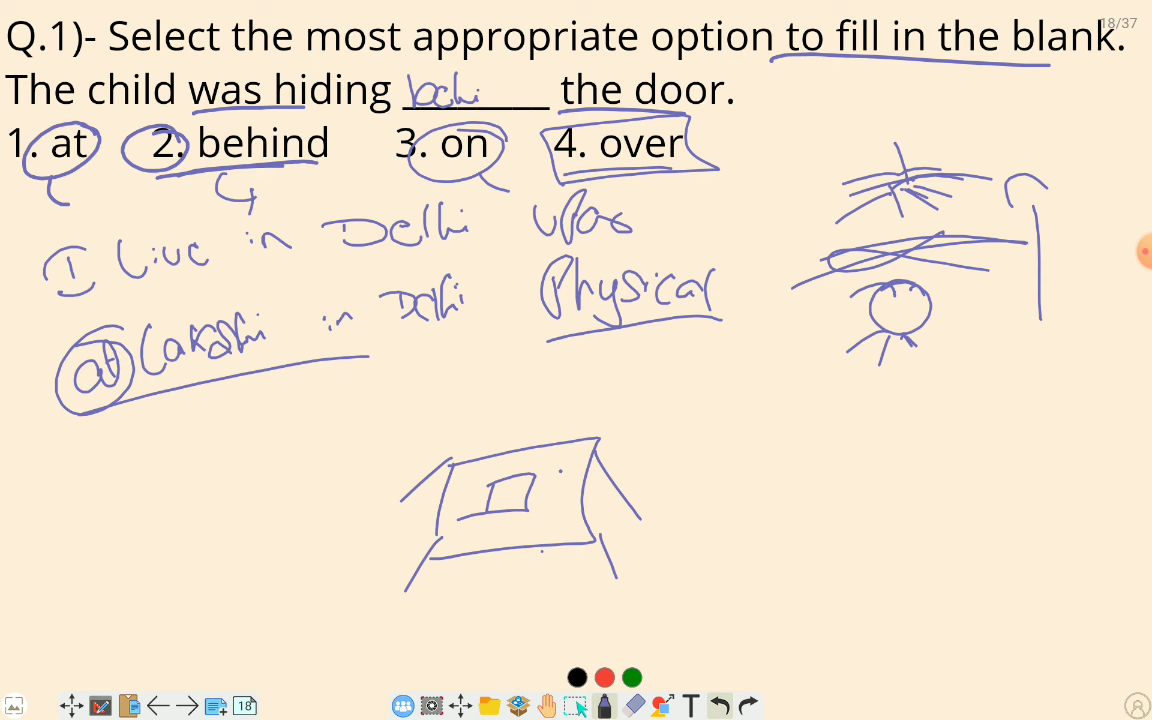 18/37
Q.1)- Select the most appropriate option to fill in the blank.
The child was hiding ________ the door.
1. at 2. behind 3. on 4. over
I live in Delhi
Physical
at in Delhi
18
T